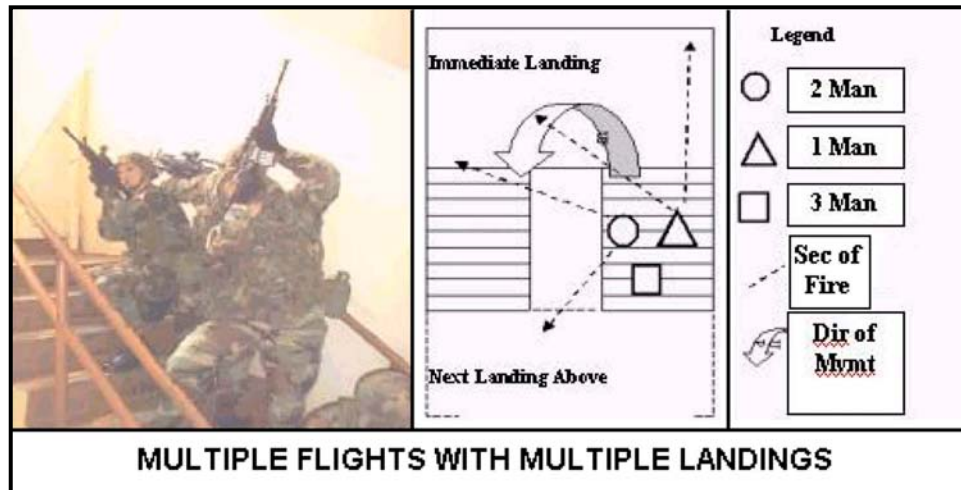 Immediate Landing
Next Landing Above
Legend
2 Man
1 Man
3 Man
Sec of
Fire
Dir of
Mvmt
MULTIPLE FLIGHTS WITH MULTIPLE LANDINGS